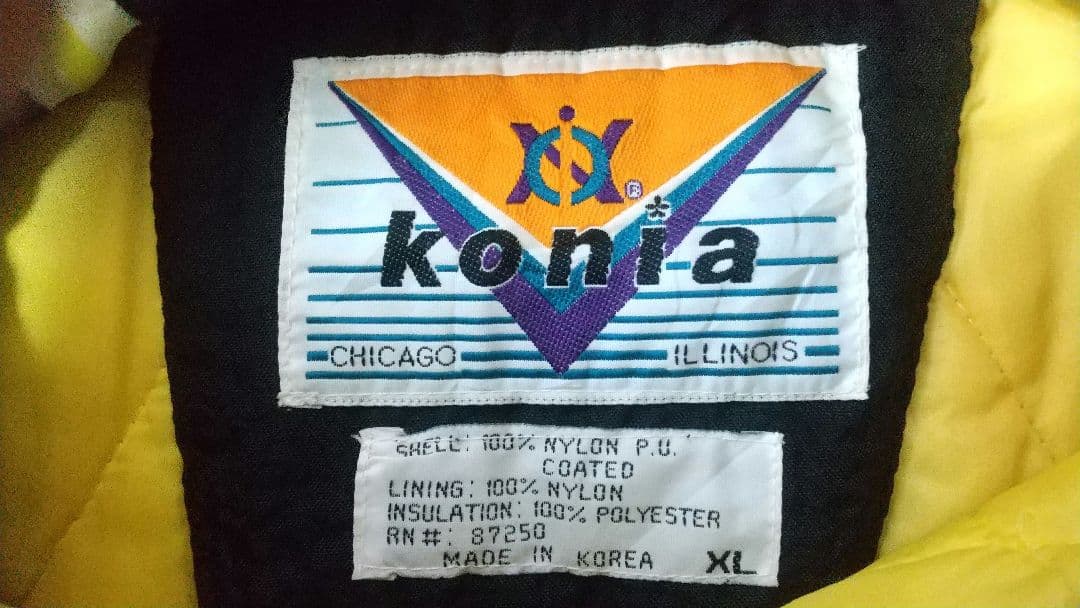 ®
konia
CHICAGO ILLINOIS
SHELL: 100% NYLON P.U.
COATED
LINING: 100% NYLON
INSULATION: 100% POLYESTER
RN#: 87250
MADE IN KOREA XL